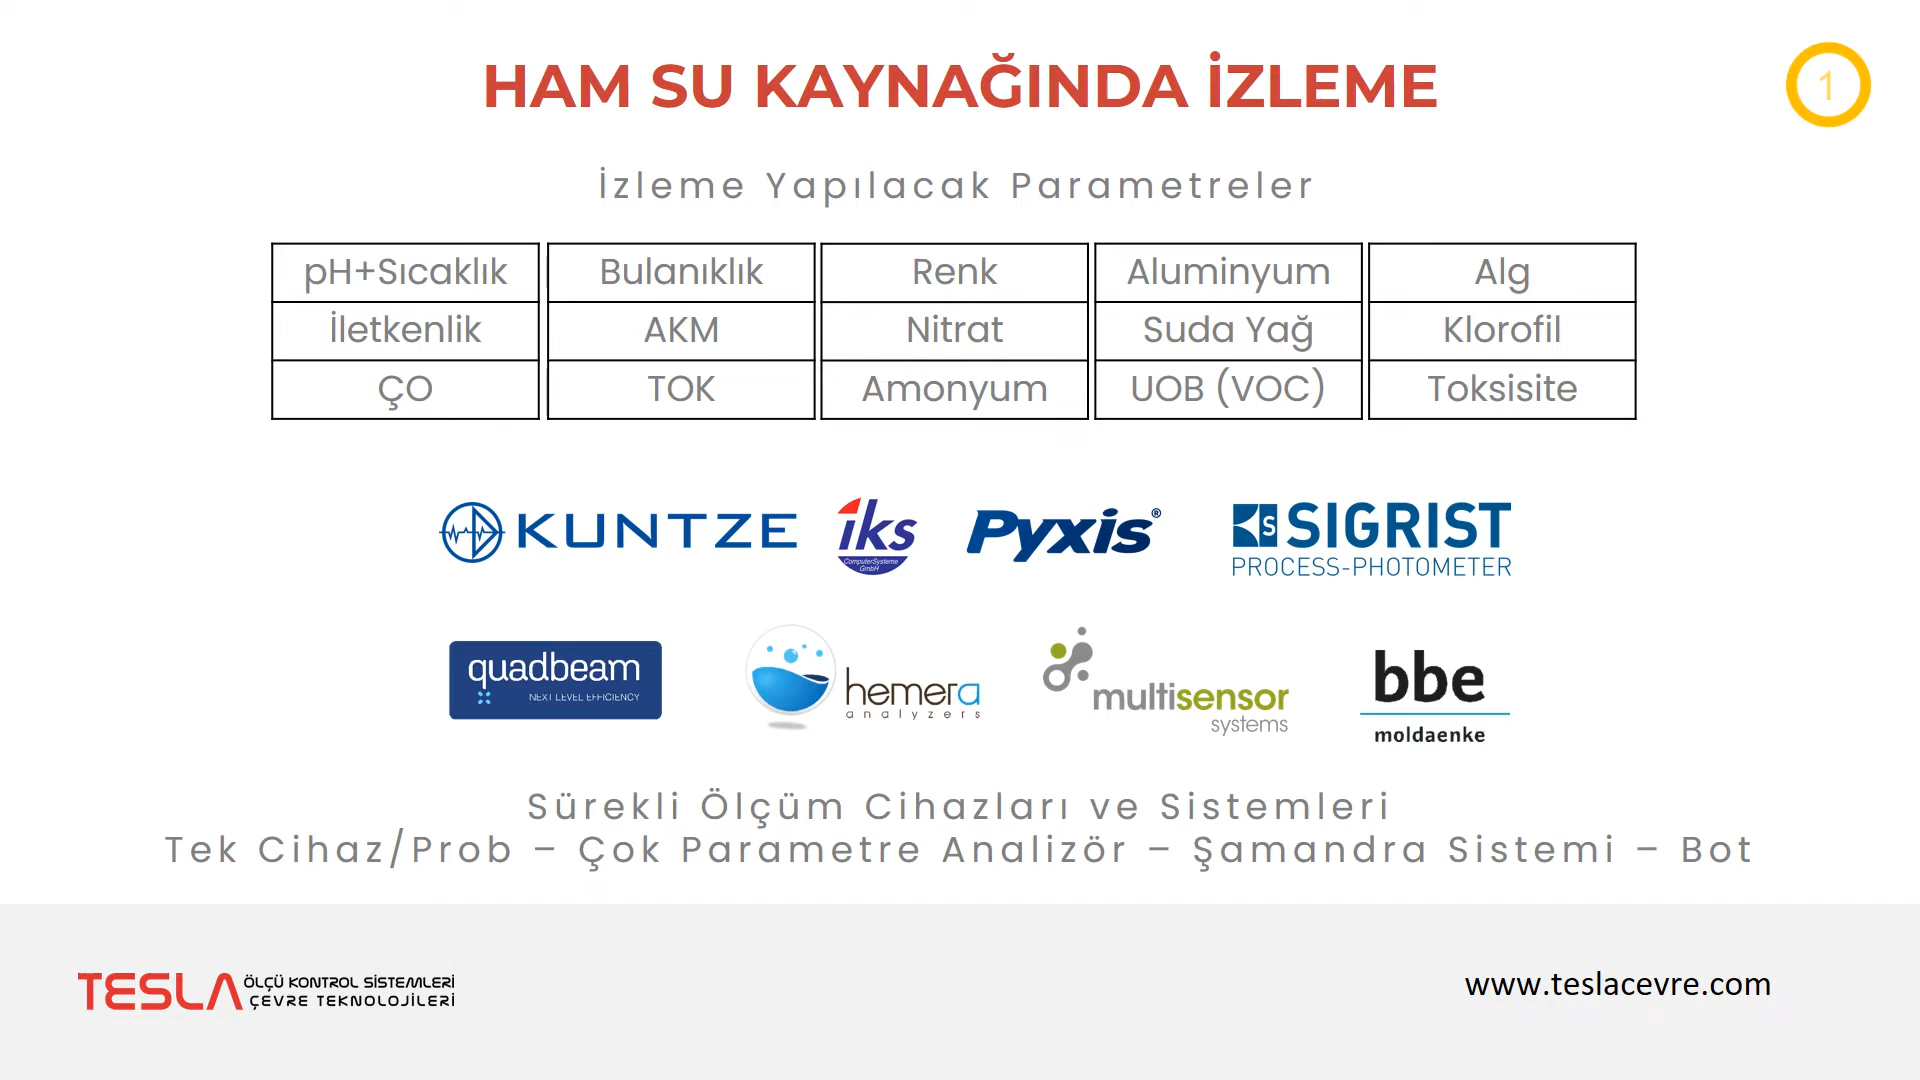 HAM SU KAYNAĞINDA İZLEME
1
İzleme Yapılacak Parametreler
pH+Sıcaklık Bulanıklık Renk Aluminyum Alg
İletkenlik AKM Nitrat Suda Yağ Klorofil
ÇO TOK Amonyum UOB (VOC) Toksisite
KUNTZE
iks
ComputerSysteme
GmbH
Pyxis®
S SIGRIST
PROCESS-PHOTOMETER
quadbeam
NEXT LEVEL EFFICIENCY
hemera
analyzers
multisensor
systems
bbe
moldaenke
Sürekli Ölçüm Cihazları ve Sistemleri
Tek Cihaz/Prob – Çok Parametre Analizör – Şamandra Sistemi – Bot
TESLA ÖLÇÜ KONTROL SİSTEMLERİ
ÇEVRE TEKNOLOJİLERİ
www.teslacevre.com